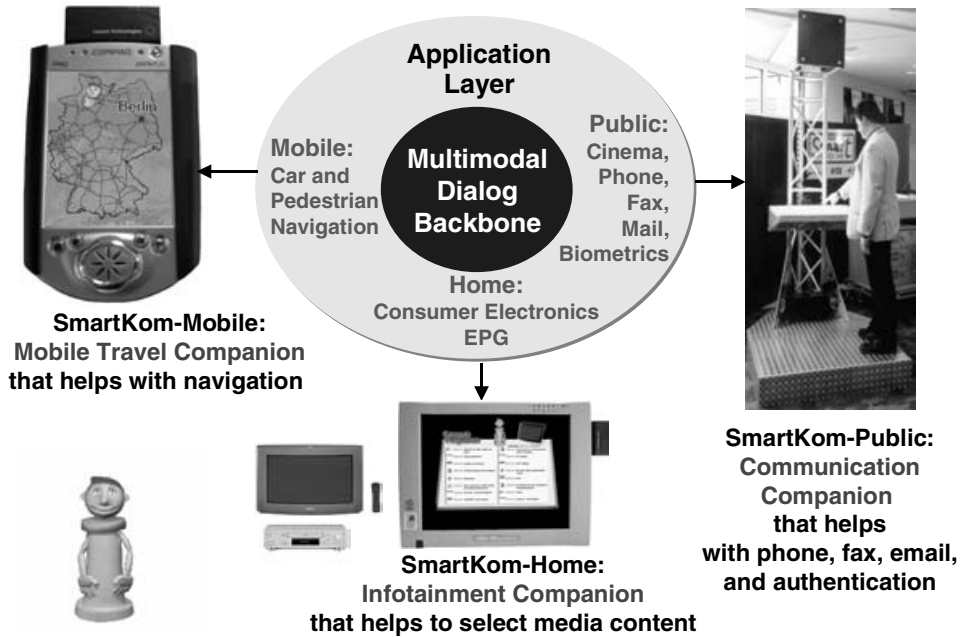 COMPAQ
Berlin
Application
Layer
Mobile:
Car and
Pedestrian
Navigation
Multimodal
Dialog
Backbone
Public:
Cinema,
Phone,
Fax,
Mail,
Biometrics
Home:
Consumer Electronics
EPG
SmartKom-Mobile:
Mobile Travel Companion
that helps with navigation
SmartKom-Home:
Infotainment Companion
that helps to select media content
SmartKom-Public:
Communication
Companion
that helps
with phone, fax, email,
and authentication